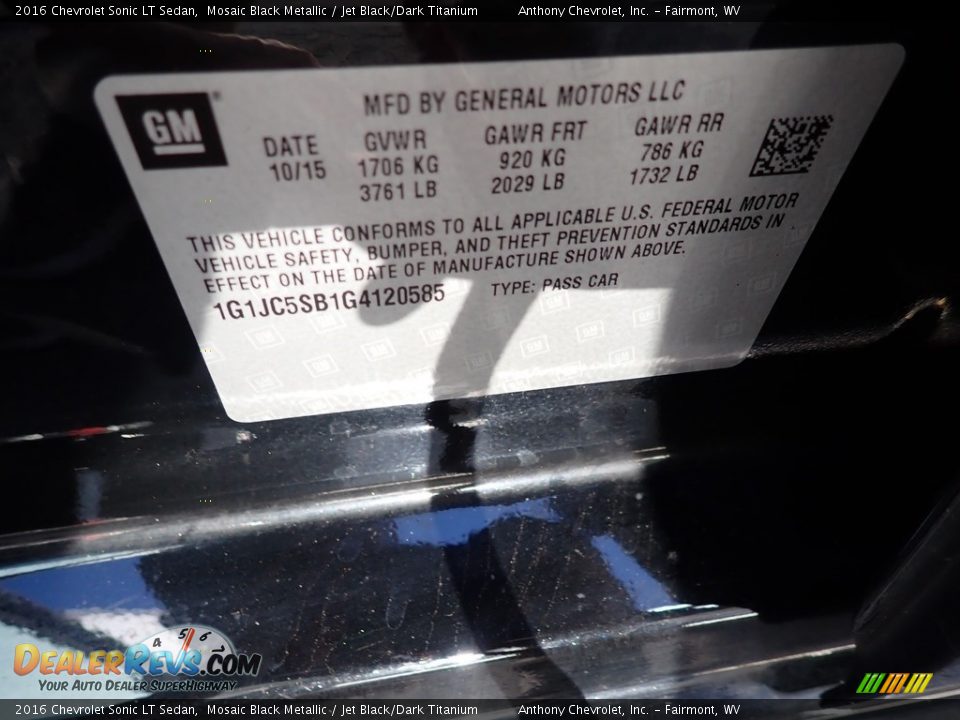 2016 Chevrolet Sonic LT Sedan, Mosaic Black Metallic / Jet Black/Dark Titanium Anthony Chevrolet, Inc. - Fairmont, WV
GM
MFD BY GENERAL MOTORS LLC
DATE GVWR GAWR FRT GAWR RR
10/15 1706 KG 920 KG 786 KG
3761 LB 2029 LB 1732 LB
THIS VEHICLE CONFORMS TO ALL APPLICABLE U.S. FEDERAL MOTOR
VEHICLE SAFETY, BUMPER, AND THEFT PREVENTION STANDARDS IN
EFFECT ON THE DATE OF MANUFACTURE SHOWN ABOVE.
1G1JC5SB1G4120585 TYPE: PASS CAR
4 5 6
DEALERREVS.COM
YOUR AUTO DEALER SUPERHIGHWAY
2016 Chevrolet Sonic LT Sedan, Mosaic Black Metallic / Jet Black/Dark Titanium Anthony Chevrolet, Inc. - Fairmont, WV